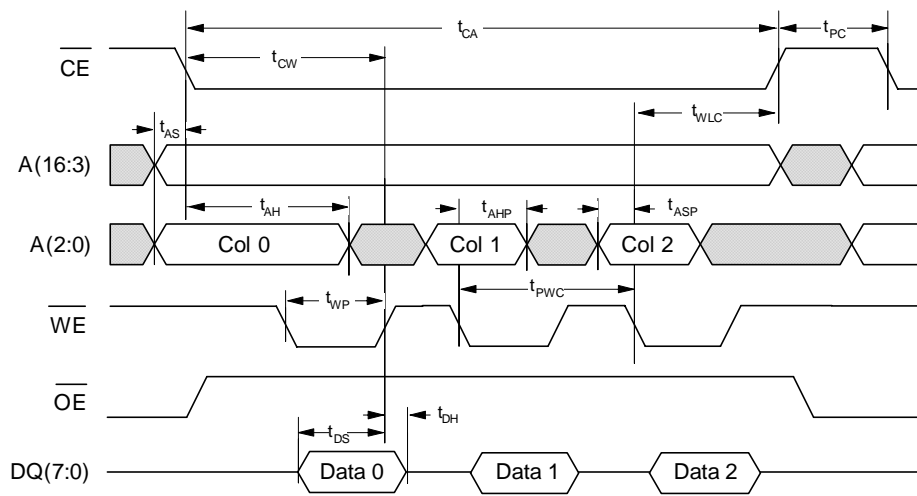 tCA
tPC
tCW
CE
tWLC
tAS
A(16:3)
tAH
tAHP
tASP
A(2:0)
Col 0
Col 1
Col 2
tWP
tPWC
WE
OE
tDS
tDH
DQ(7:0)
Data 0
Data 1
Data 2